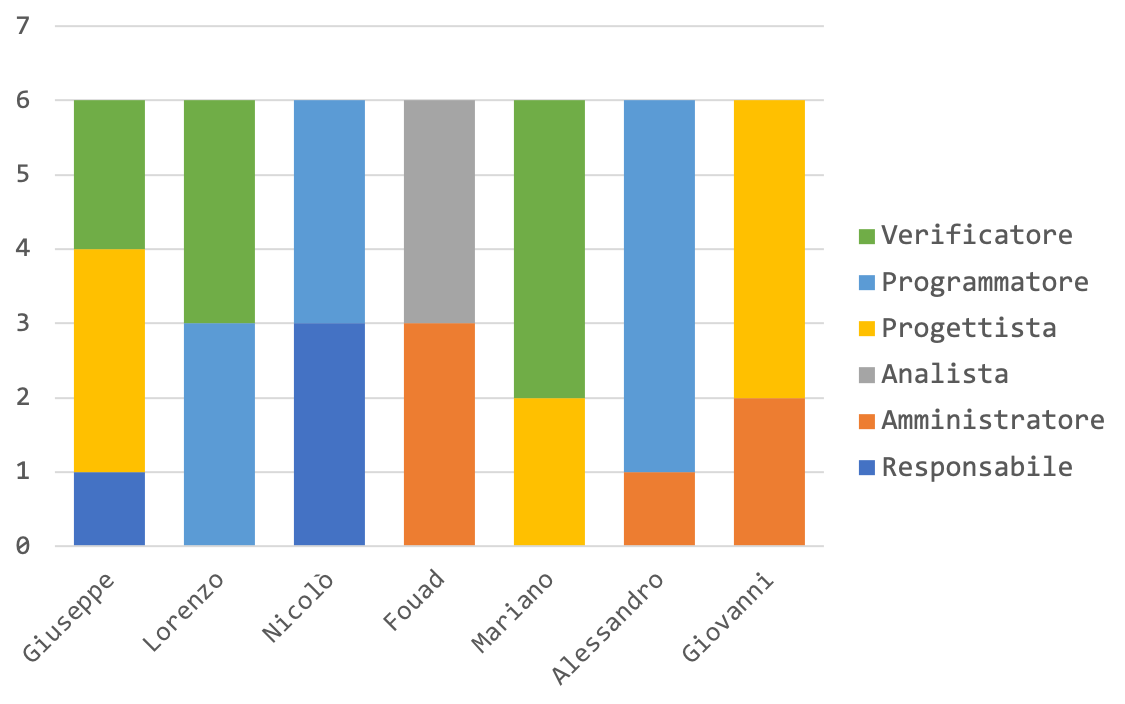 7
6
5
4
3
2
1
0
Giuseppe
Lorenzo
Nicolò
Fouad
Mariano
Alessandro
Giovanni
Verificatore
Programmatore
Progettista
Analista
Amministratore
Responsabile